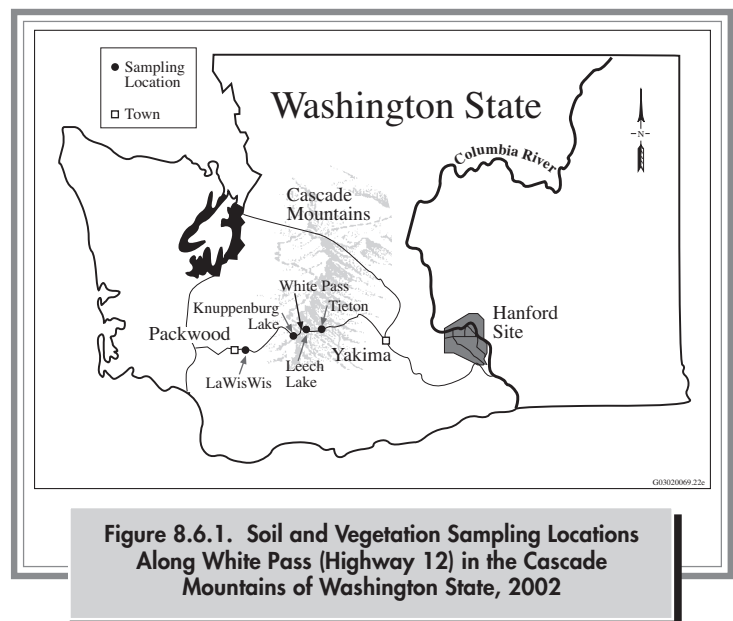 Sampling
Location
Town
Washington State
N
Columbia River
Cascade
Mountains
White Pass
Knuppenburg
Lake
Tieton
Hanford
Site
Packwood
Yakima
Leech
Lake
LaWisWis
G03020069.22e
Figure 8.6.1. Soil and Vegetation Sampling Locations
Along White Pass (Highway 12) in the Cascade
Mountains of Washington State, 2002